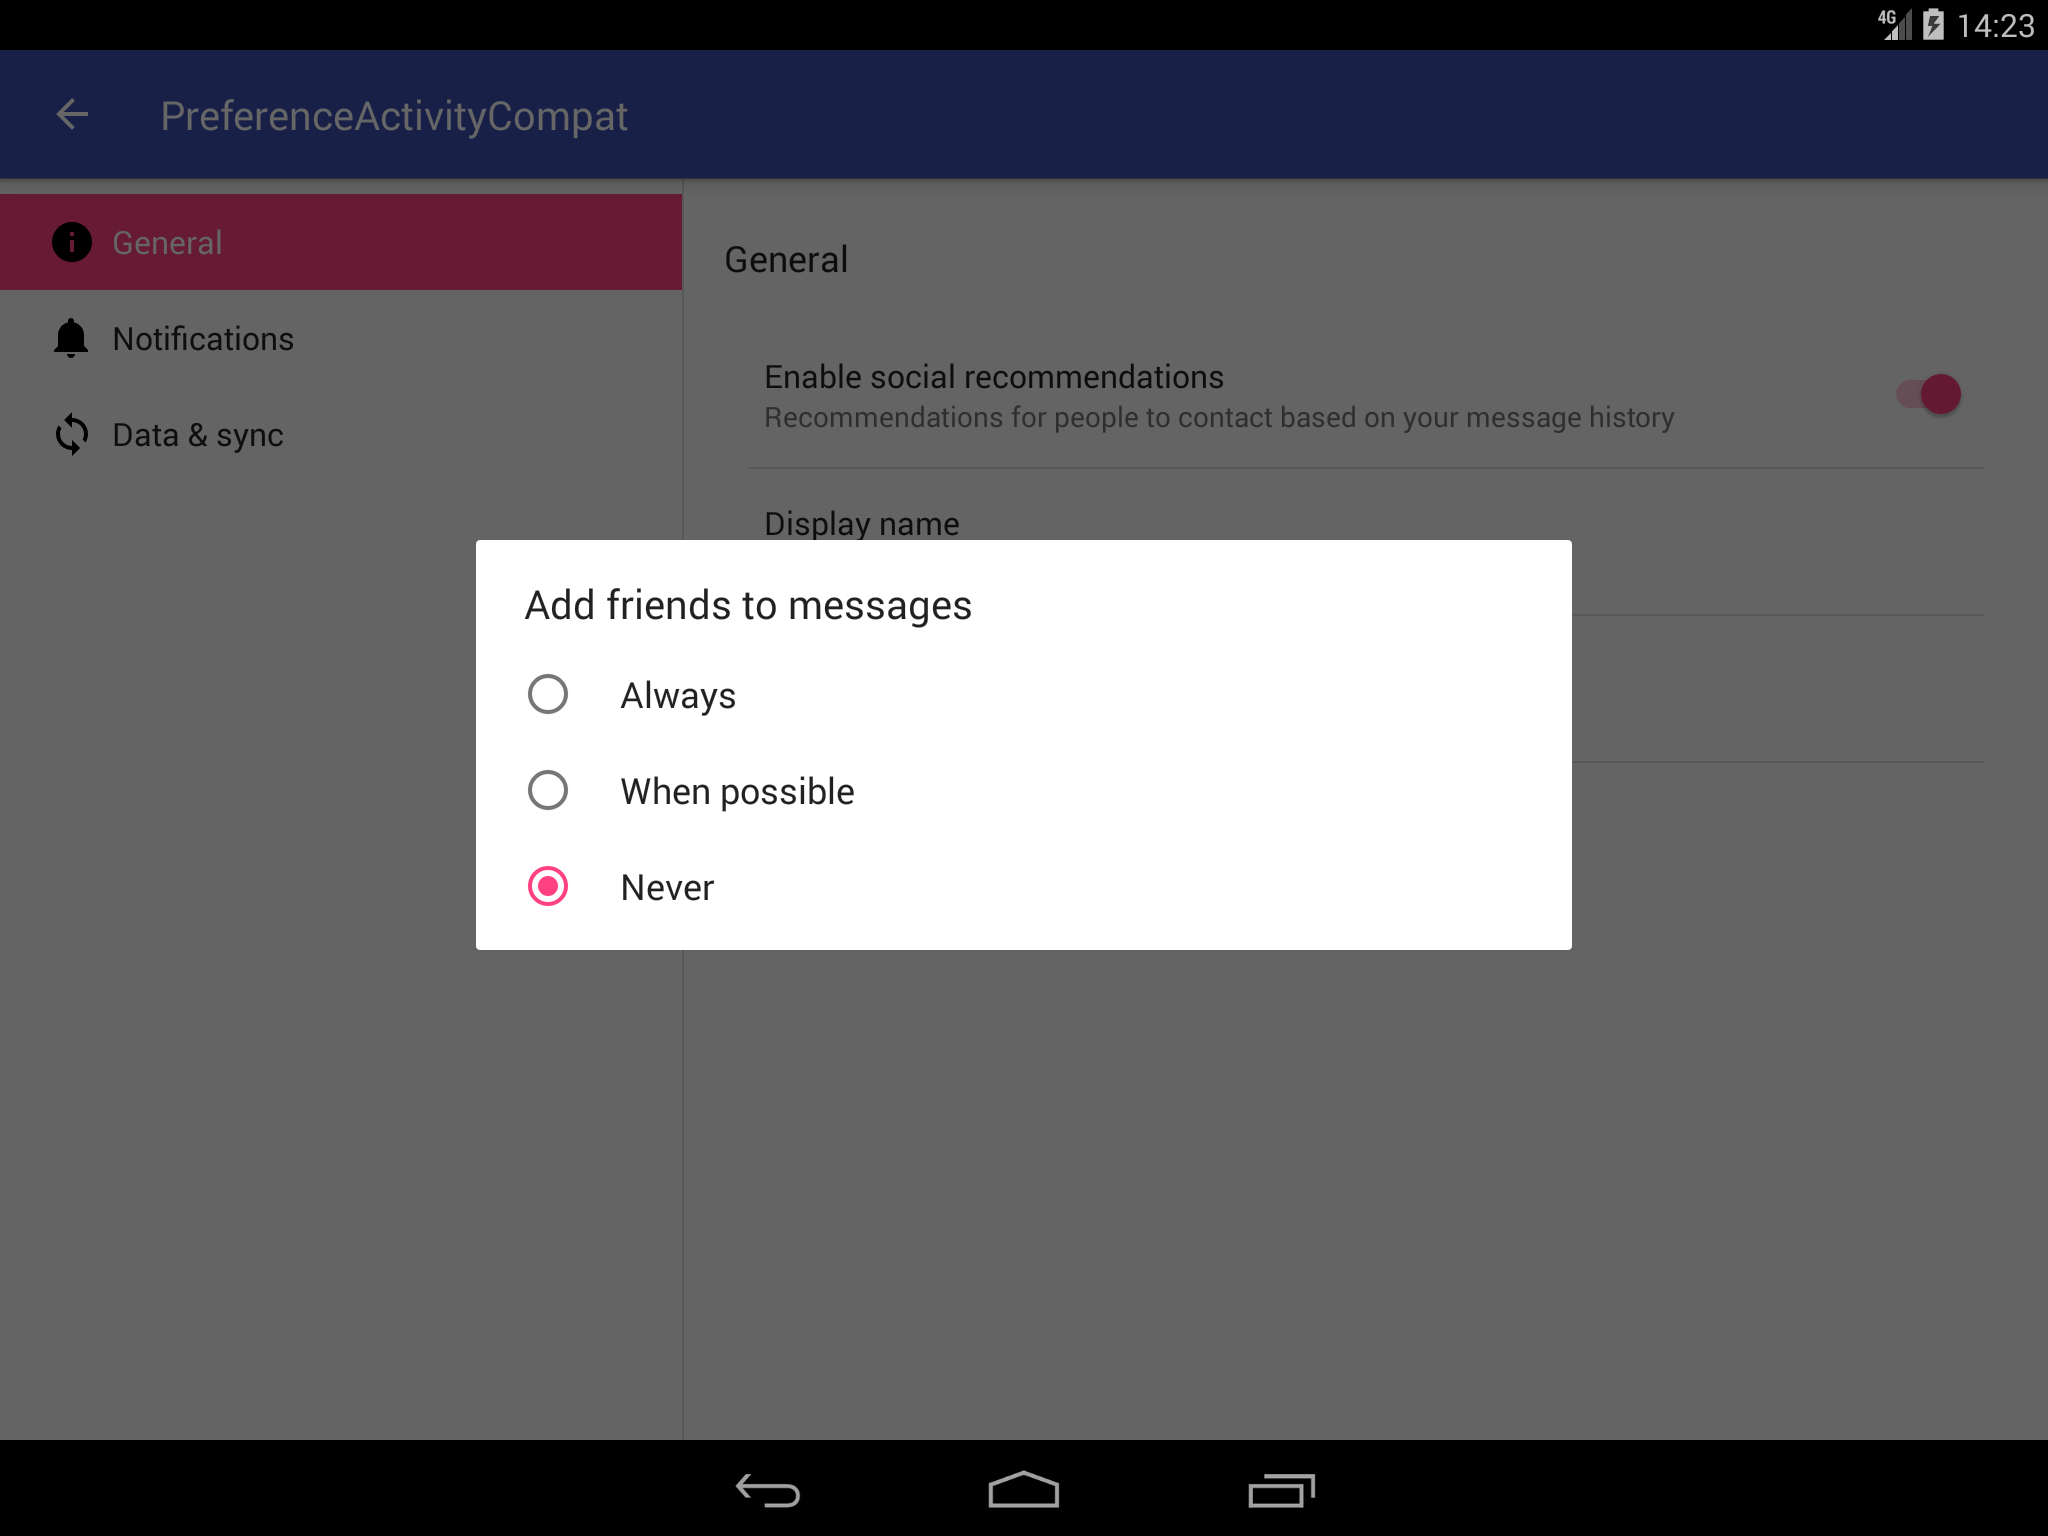 4G 14:23
PreferenceActivityCompat
General
Notifications
Data & sync
General
Enable social recommendations
Recommendations for people to contact based on your message history
Display name
Add friends to messages
Always
When possible
Never